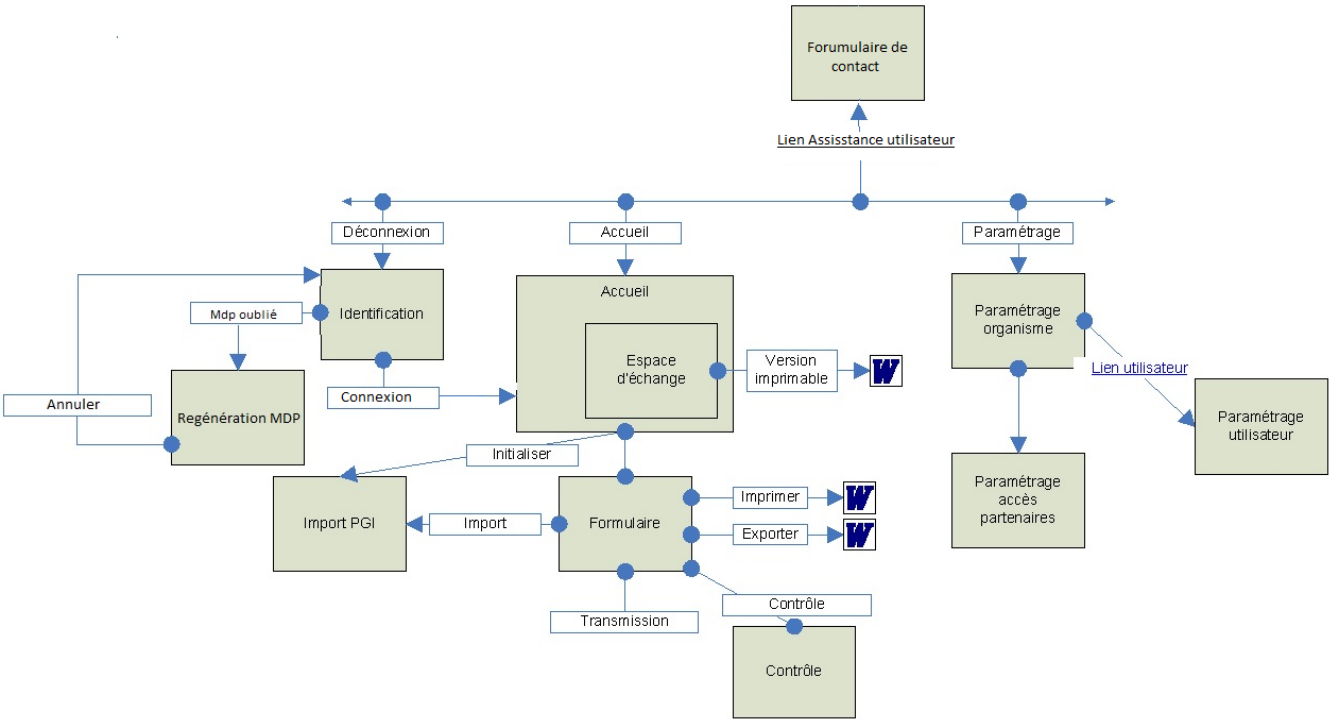 Forumulaire de
contact
Lien Assisstance utilisateur
Déconnexion
Accueil
Paramétrage
Identification
Mdp oublié
Connexion
Annuler
Regénération MDP
Accueil
Espace
d'échange
Version
imprimable
W
Paramétrage
organisme
Lien utilisateur
Paramétrage
utilisateur
Paramétrage
accès
partenaires
Initialiser
Import PGI
Import
Formulaire
Imprimer
W
Exporter
W
Transmission
Contrôle
Contrôle